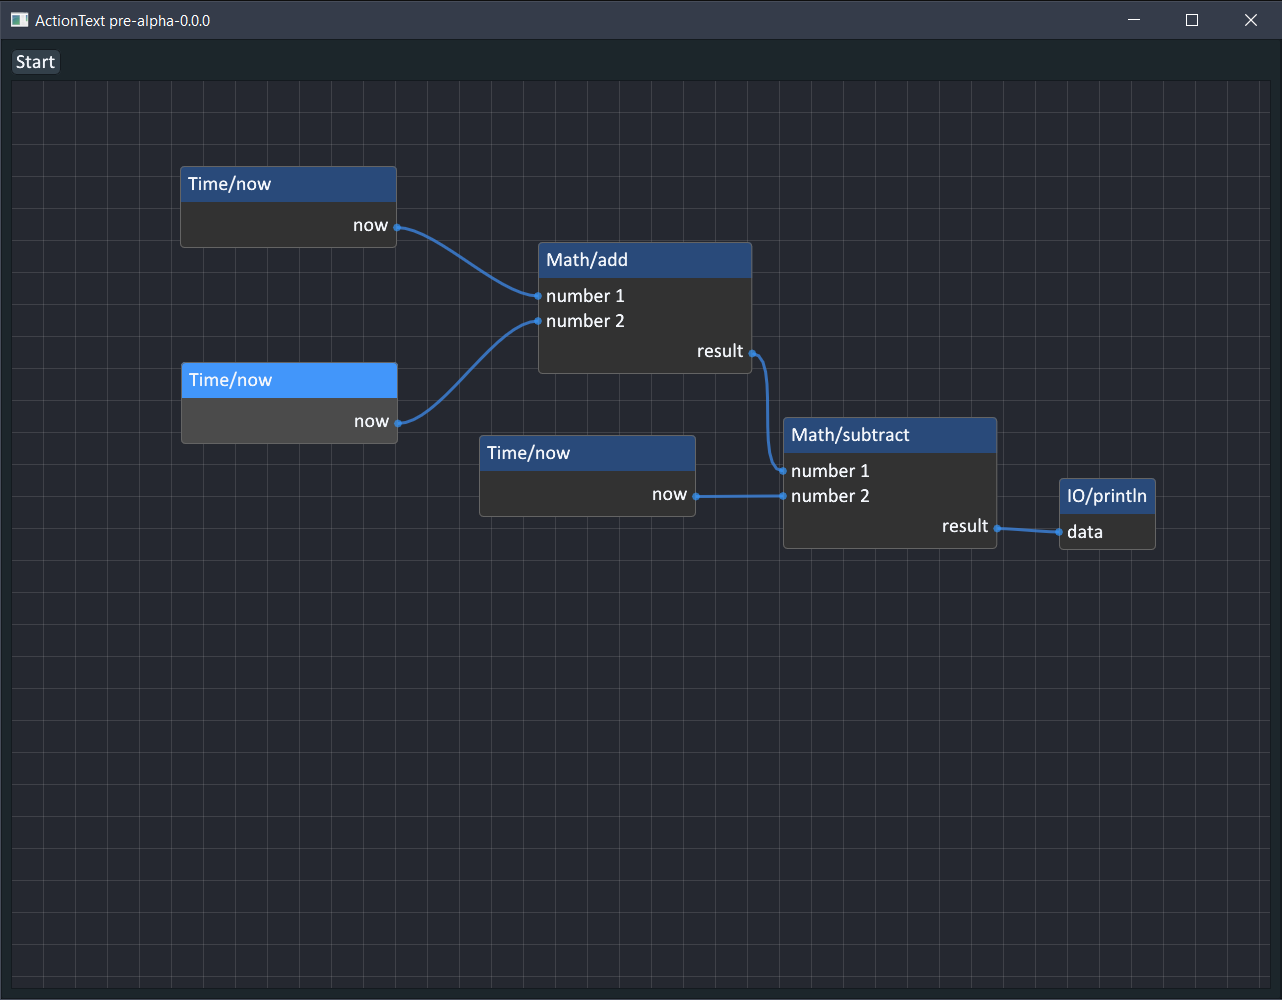 ActionText pre-alpha-0.0.0
Start
Time/now
now
Math/add
number 1
number 2
result
Time/now
now
Time/now
now
Math/subtract
number 1
number 2
result
IO/println
data